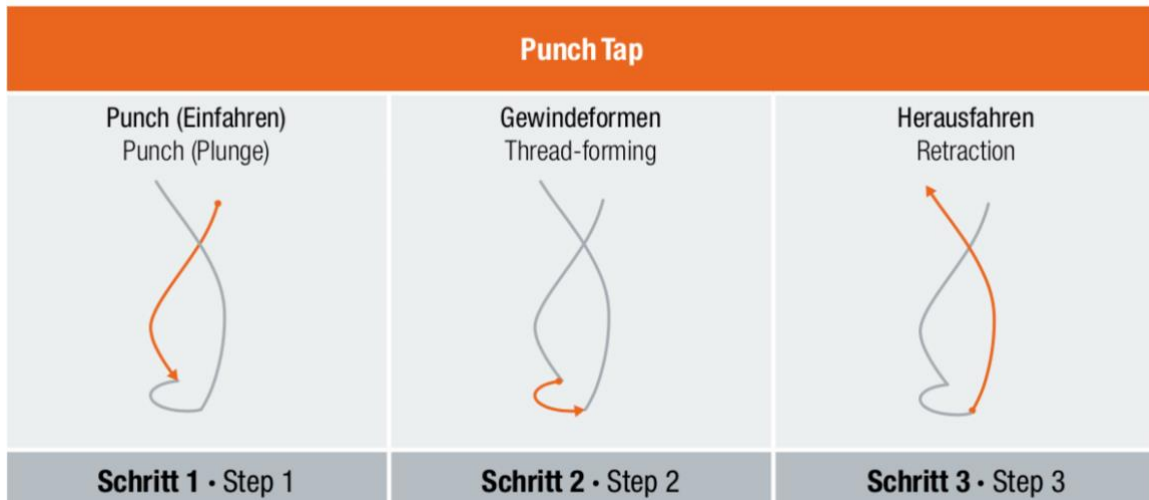 Punch Tap
Punch (Einfahren)
Punch (Plunge)
Gewindeformen
Thread-forming
Herausfahren
Retraction
Schritt 1 • Step 1
Schritt 2 • Step 2
Schritt 3 • Step 3